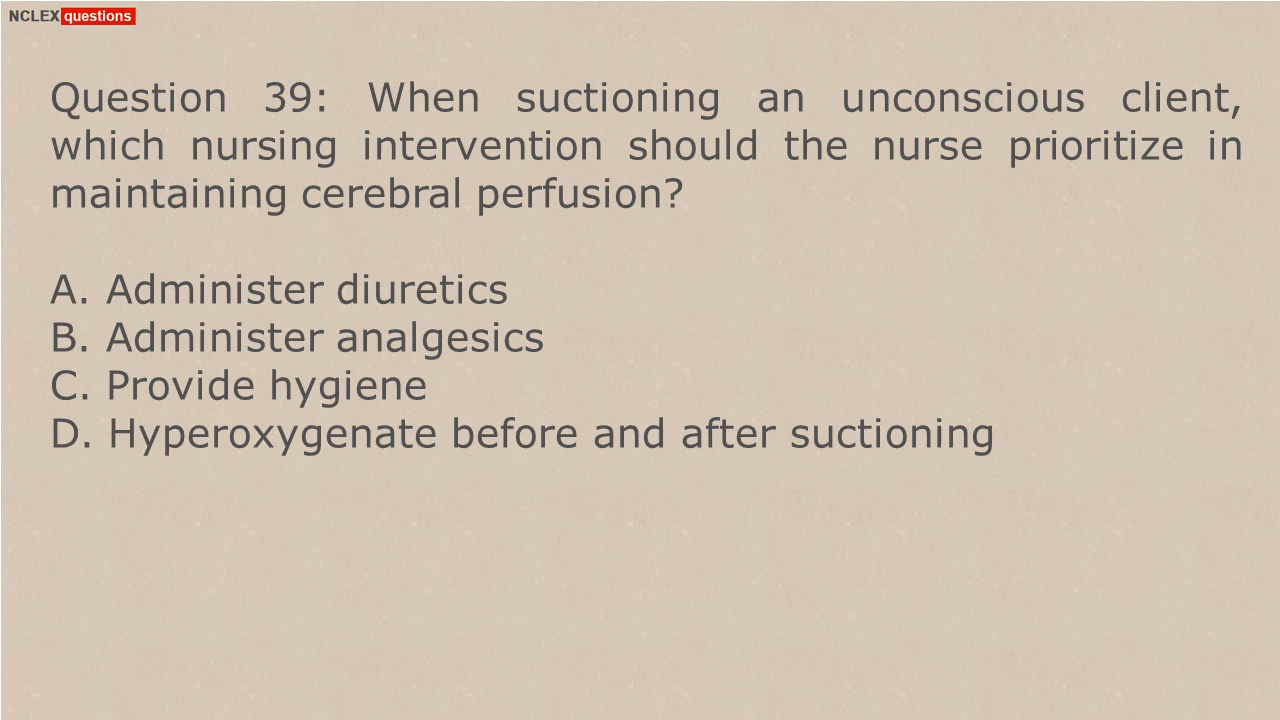 NCLEX questions
Question 39: When suctioning an unconscious client,
which nursing intervention should the nurse prioritize in
maintaining cerebral perfusion?
A. Administer diuretics
B. Administer analgesics
C. Provide hygiene
D. Hyperoxygenate before and after suctioning